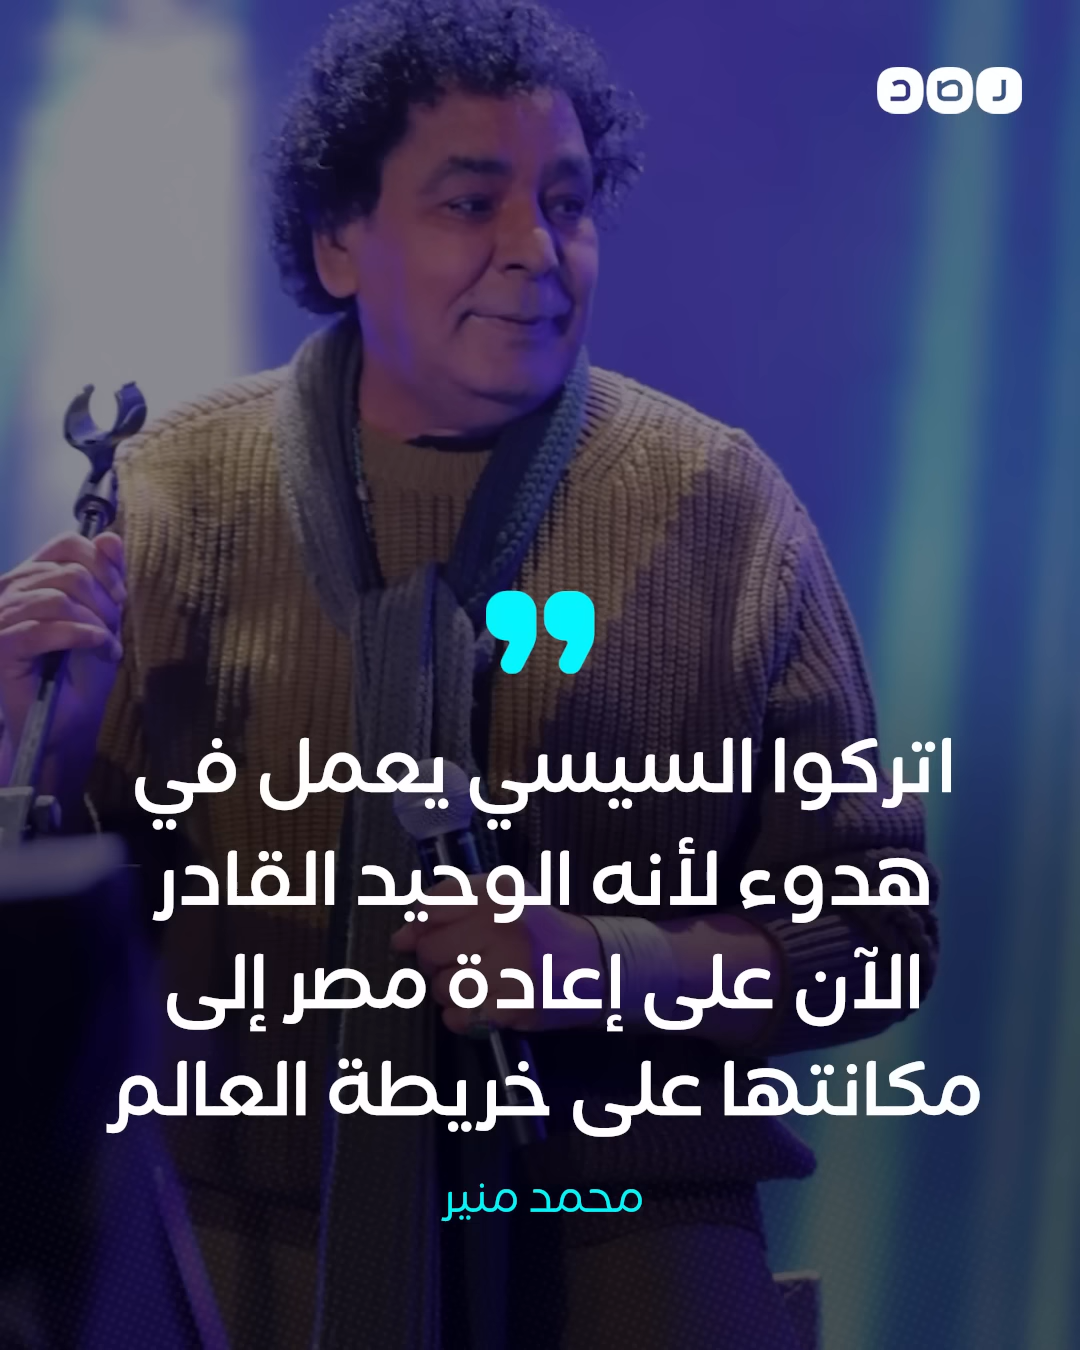 رصد
اتركوا السيسي يعمل في
هدوء لأنه الوحيد القادر
الآن على إعادة مصر إلى
مكانتها على خريطة العالم
محمد منير